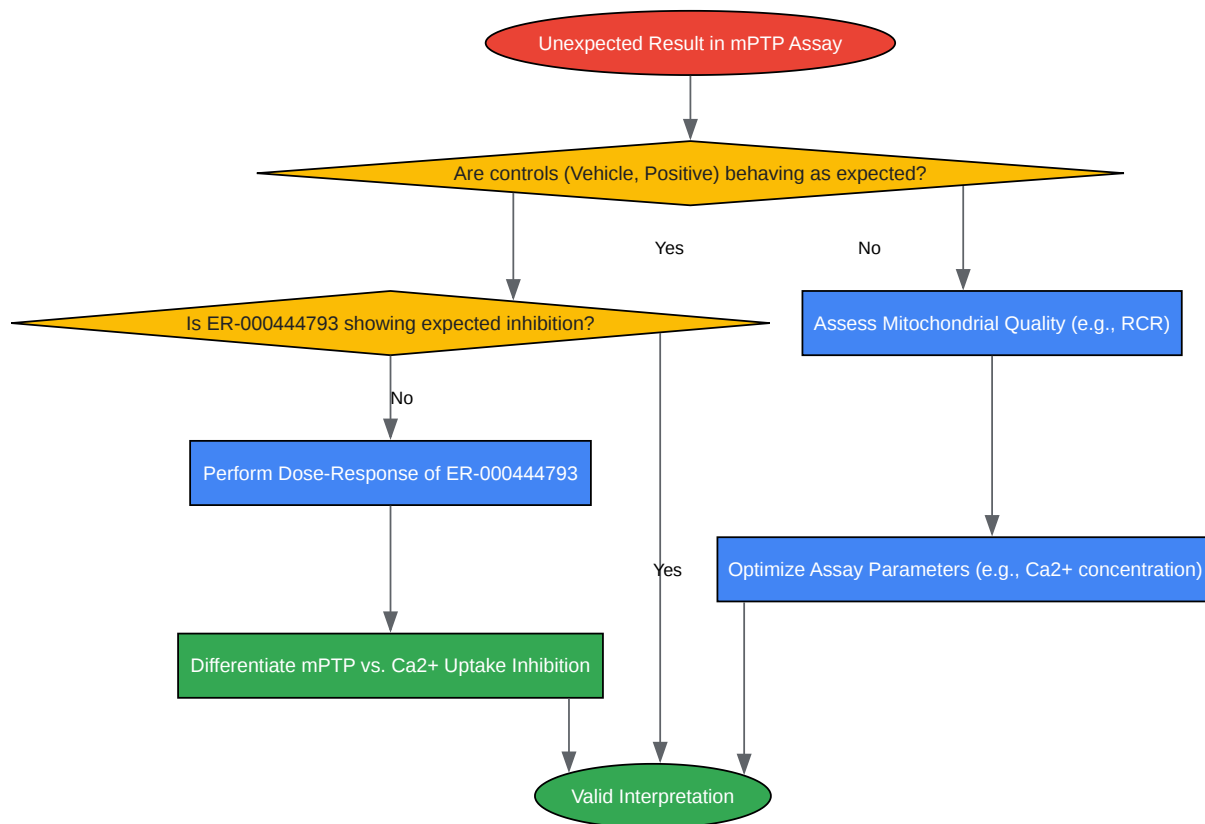 Unexpected Result in mPTP Assay
Are controls (Vehicle, Positive) behaving as expected?
Yes
No
Is ER-000444793 showing expected inhibition?
Assess Mitochondrial Quality (e.g., RCR)
No
Perform Dose-Response of ER-000444793
Yes
Optimize Assay Parameters (e.g., Ca2+ concentration)
Differentiate mPTP vs. Ca2+ Uptake Inhibition
Valid Interpretation